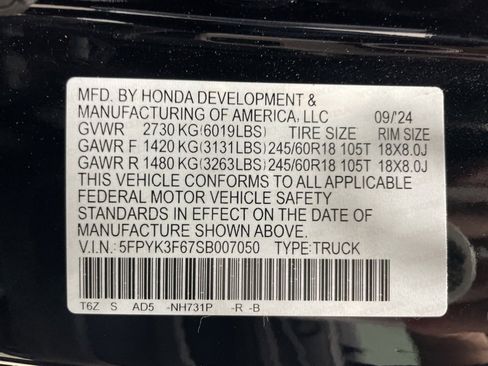 MFD. BY HONDA DEVELOPMENT &
MANUFACTURING OF AMERICA, LLC 09/'24
GVWR 2730 KG(6019LBS) TIRE SIZE RIM SIZE
GAWR F 1420 KG(3131LBS) 245/60R18 105T 18X8.0J
GAWR R 1480 KG(3263LBS) 245/60R18 105T 18X8.0J
THIS VEHICLE CONFORMS TO ALL APPLICABLE
FEDERAL MOTOR VEHICLE SAFETY
STANDARDS IN EFFECT ON THE DATE OF
MANUFACTURE SHOWN ABOVE.
V.I.N.: 5FPYK3F67SB007050 TYPE:TRUCK
T6Z S AD5 -NH731P -R -B